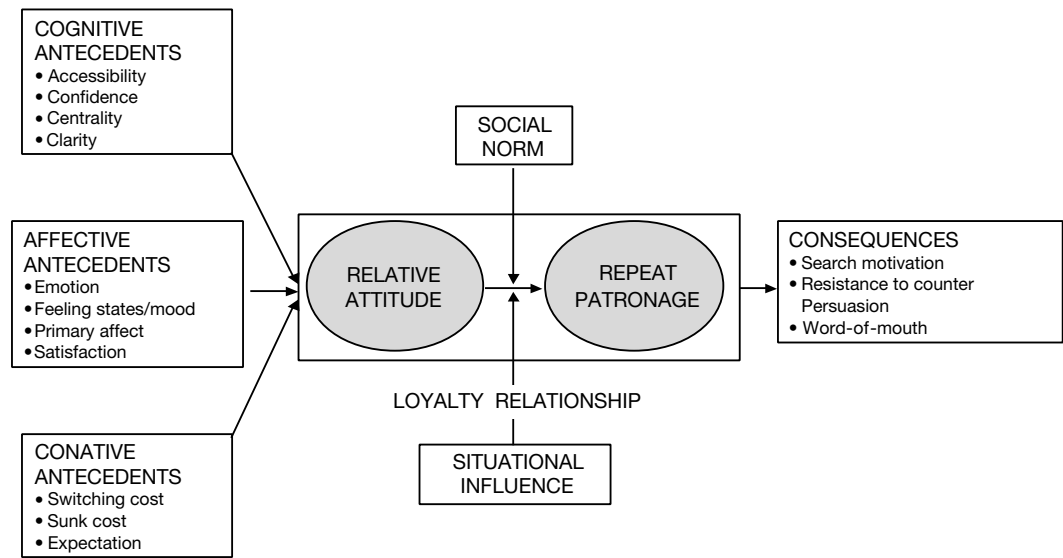 COGNITIVE
ANTECEDENTS
• Accessibility
• Confidence
• Centrality
• Clarity
SOCIAL
NORM
AFFECTIVE
ANTECEDENTS
• Emotion
• Feeling states/mood
• Primary affect
• Satisfaction
RELATIVE
ATTITUDE
REPEAT
PATRONAGE
CONSEQUENCES
• Search motivation
• Resistance to counter
Persuasion
• Word-of-mouth
LOYALTY RELATIONSHIP
CONATIVE
ANTECEDENTS
• Switching cost
• Sunk cost
• Expectation
SITUATIONAL
INFLUENCE